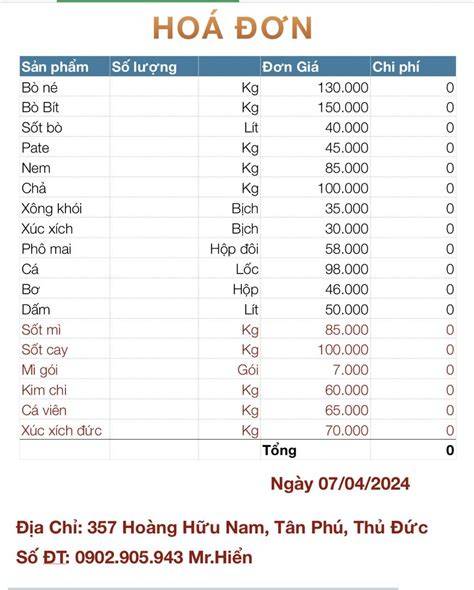 HOÁ ĐƠN
Sản phẩm Số lượng Đơn Giá Chi phí
Bò né Kg 130.000 0
Bò Bít Kg 150.000 0
Sốt bò Lít 40.000 0
Pate Kg 45.000 0
Nem Kg 85.000 0
Chả Kg 100.000 0
Xông khói Bịch 35.000 0
Xúc xích Bịch 30.000 0
Phô mai Hộp đôi 58.000 0
Cá Lốc 98.000 0
Bơ Hộp 46.000 0
Dấm Lít 50.000 0
Sốt mì Kg 85.000 0
Sốt cay Kg 100.000 0
Mì gói Gói 7.000 0
Kim chi Kg 60.000 0
Cá viên Kg 65.000 0
Xúc xích đức Kg 70.000 0
Tổng 0
Ngày 07/04/2024
Địa Chỉ: 357 Hoàng Hữu Nam, Tân Phú, Thủ Đức
Số ĐT: 0902.905.943 Mr.Hiển